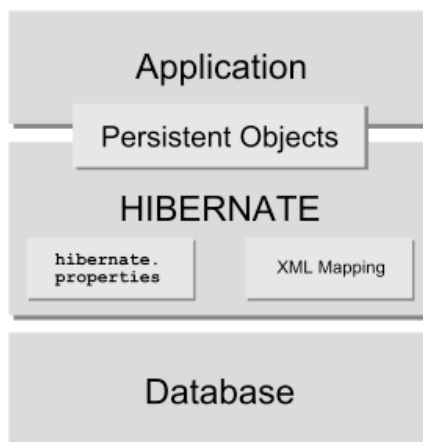 Application
Persistent Objects
HIBERNATE
hibernate.
properties
XML Mapping
Database